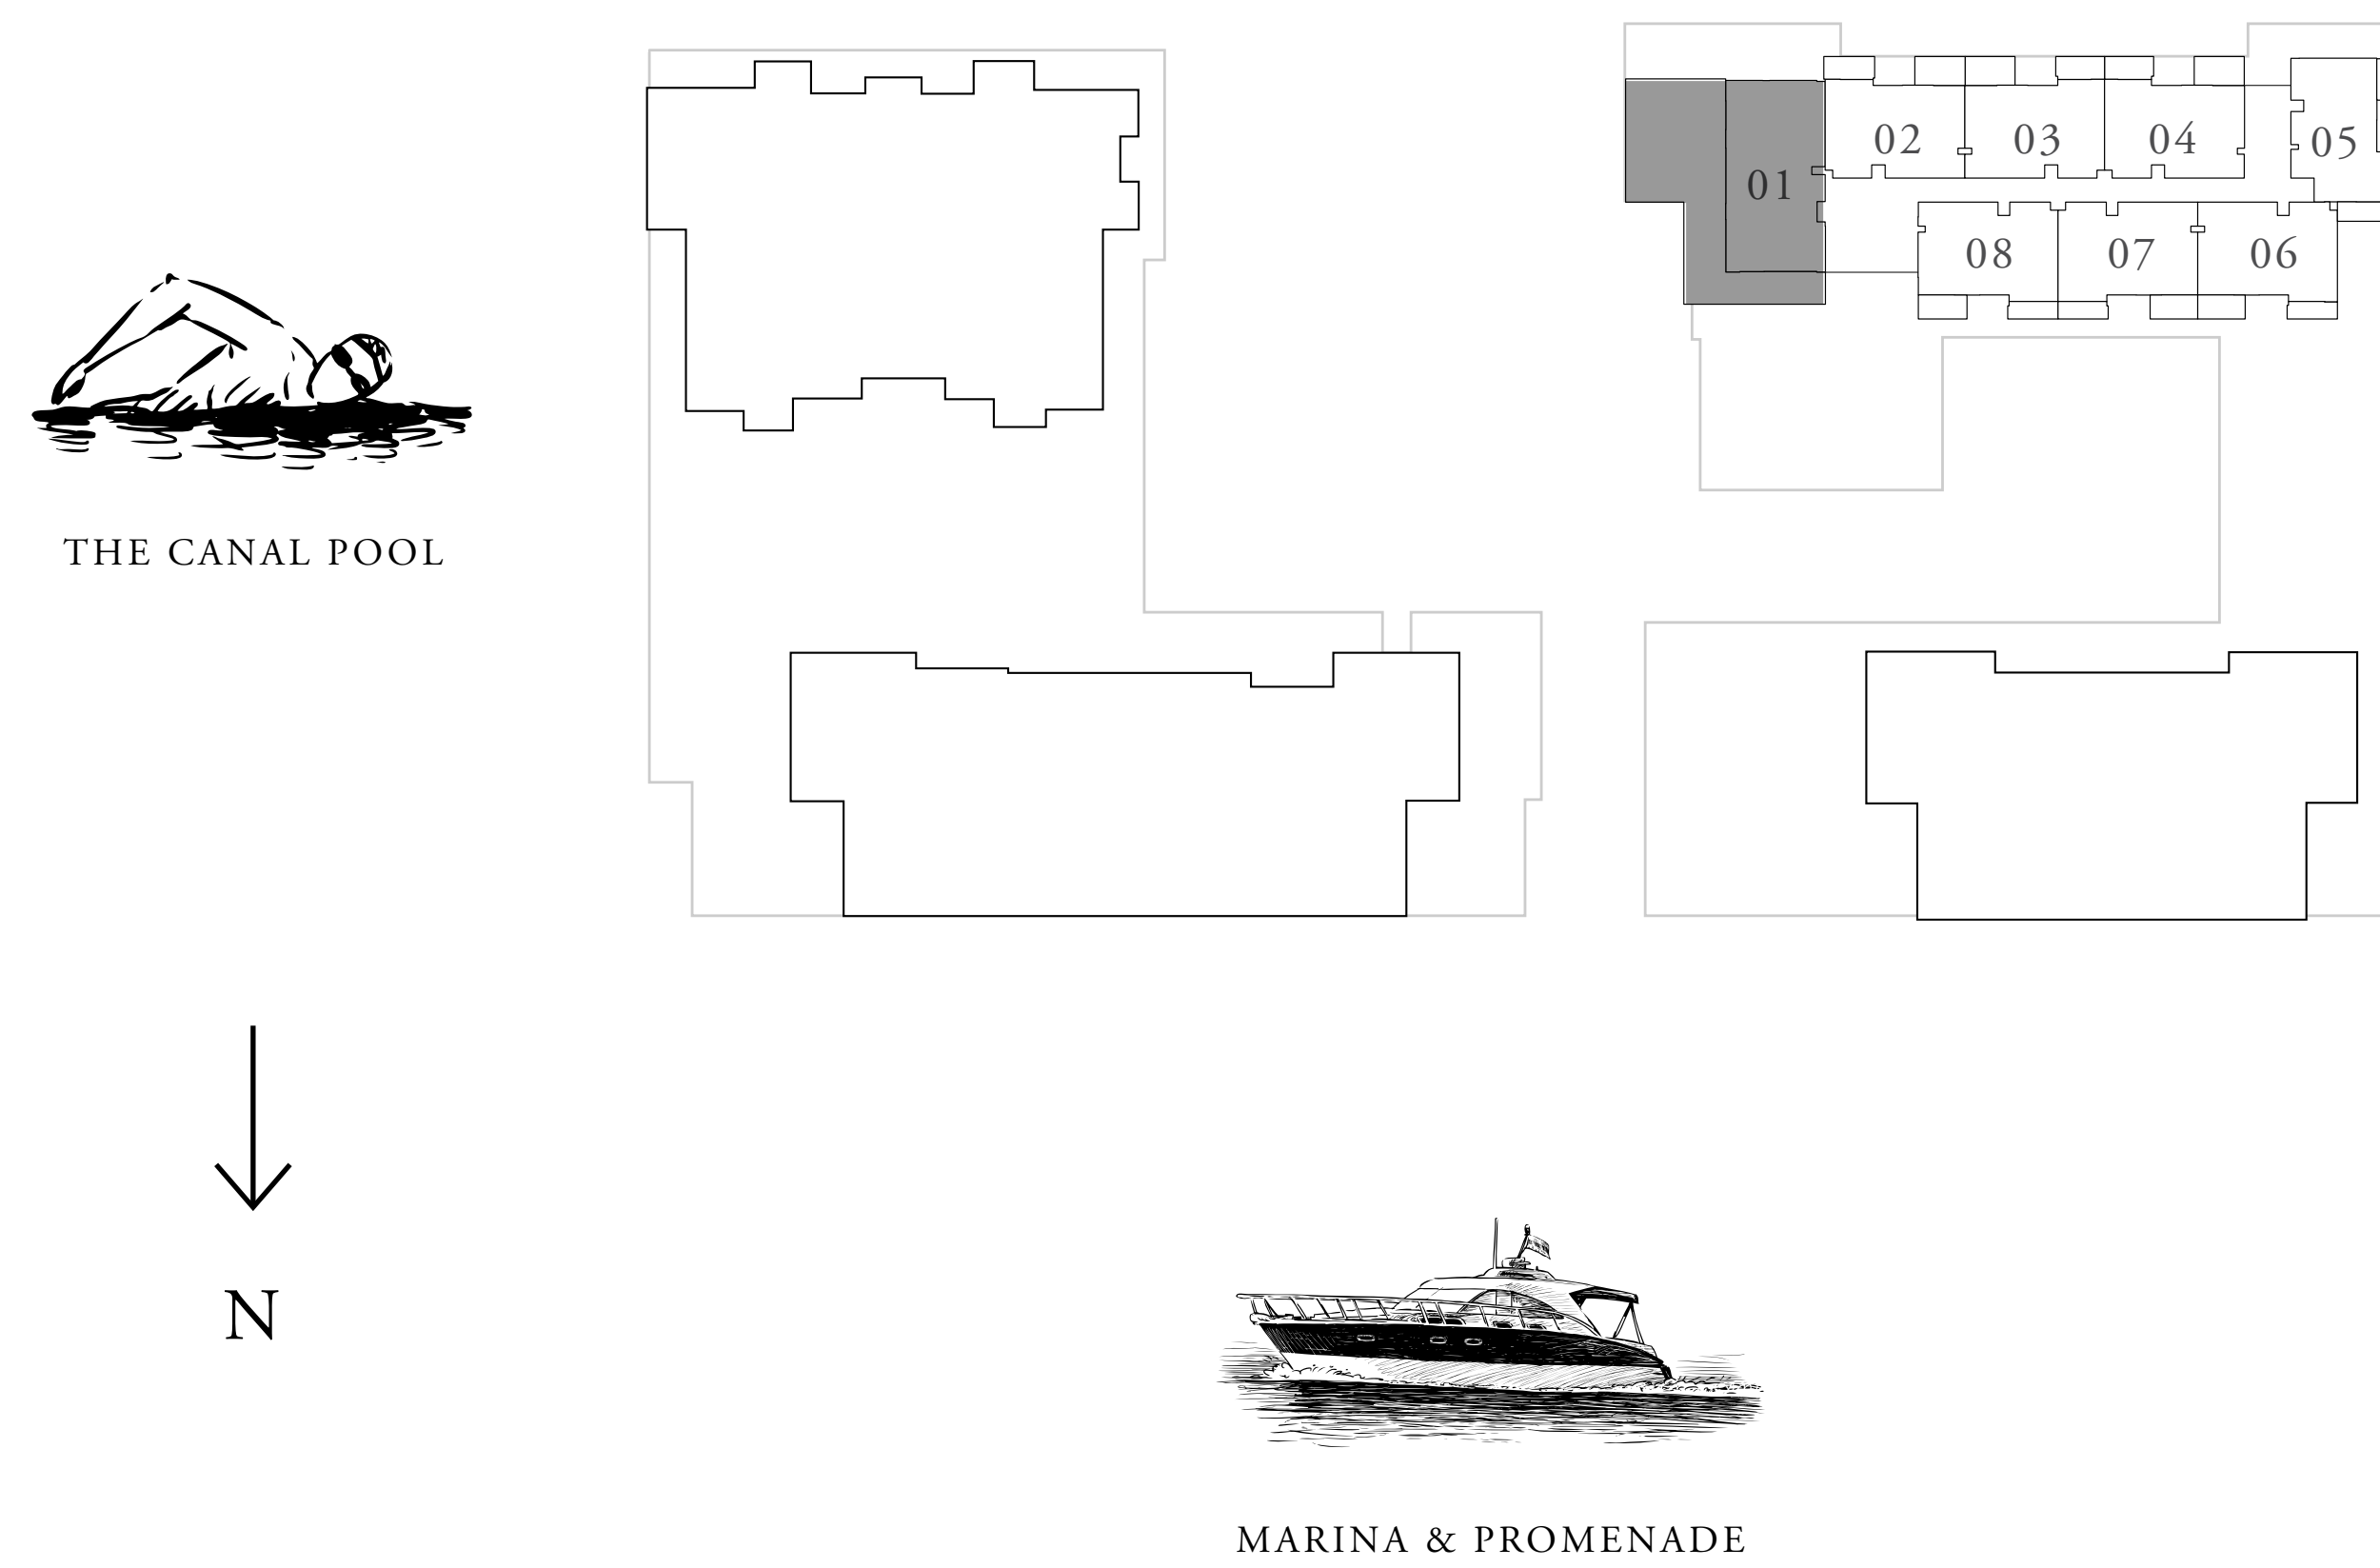 02 03 04 05
01
08 07 06
THE CANAL POOL
N
MARINA & PROMENADE